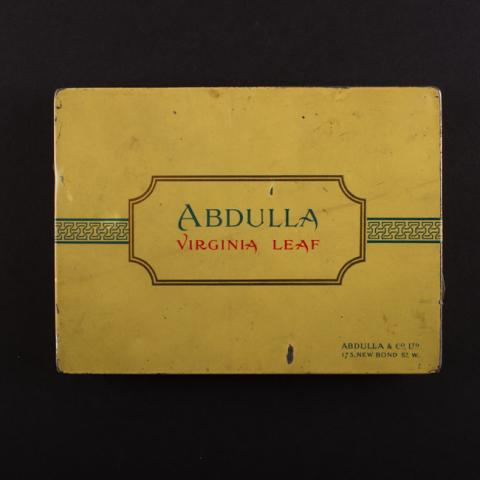 ABDULLA
VIRGINIA LEAF
ABDULLA & Co. LTD.
173, NEW BOND ST. W.